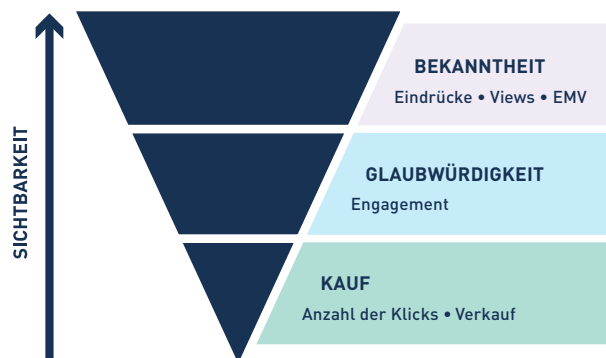 SICHTBARKEIT
BEKANNTHEIT
Eindrücke • Views • EMV
GLAUBWÜRDIGKEIT
Engagement
KAUF
Anzahl der Klicks • Verkauf